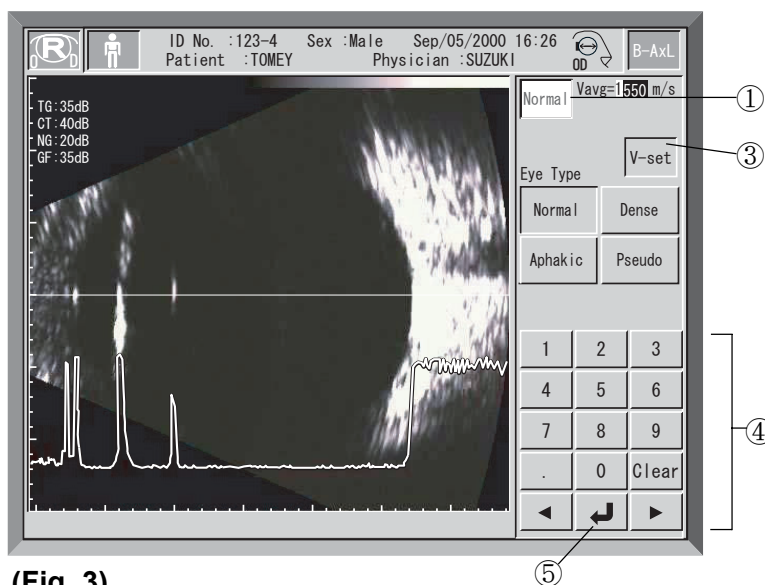 ID No. :123-4 Sex :Male Sep/05/2000 16:26
Patient :TOMEY Physician :SUZUKI
O R D
OD
B-AxL
TG:35dB
CT:40dB
NG:20dB
GF:35dB
Normal Vavg=1550 m/s
①
V-set
③
Eye Type
Normal Dense
Aphakic Pseudo
1 2 3
4 5 6
7 8 9
. 0 Clear
◄ ↵ ►
④
⑤
(Fig. 3)